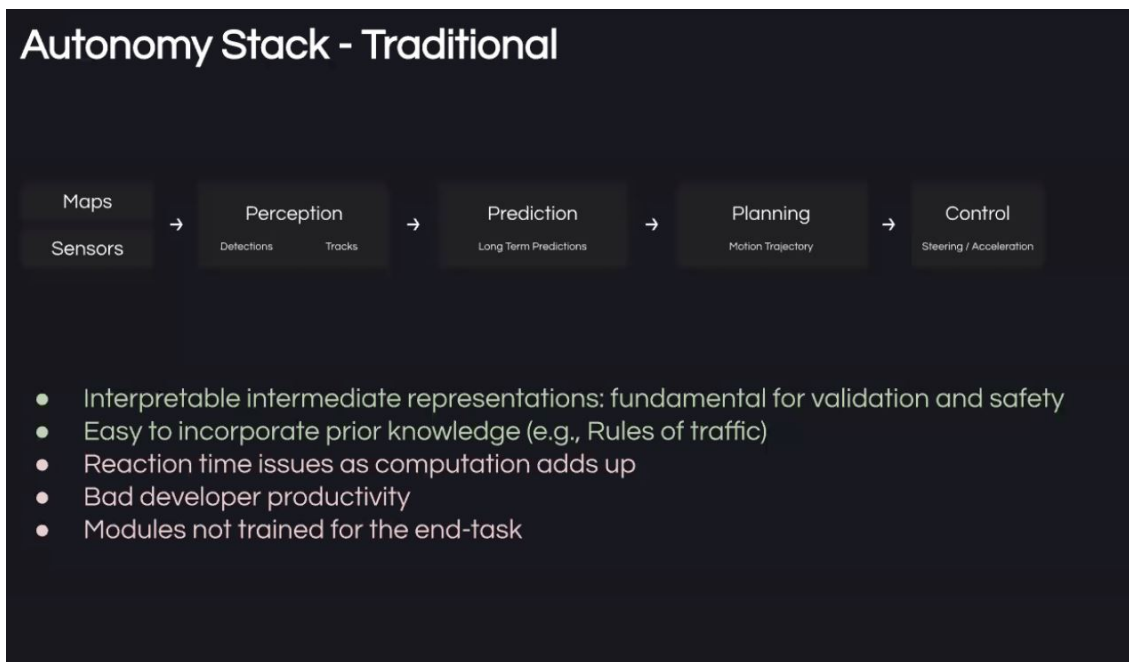 Autonomy Stack - Traditional
Maps
Sensors
→
Perception
Detections Tracks
→
Prediction
Long Term Predictions
→
Planning
Motion Trajectory
→
Control
Steering / Acceleration
● Interpretable intermediate representations: fundamental for validation and safety
● Easy to incorporate prior knowledge (e.g., Rules of traffic)
● Reaction time issues as computation adds up
● Bad developer productivity
● Modules not trained for the end-task